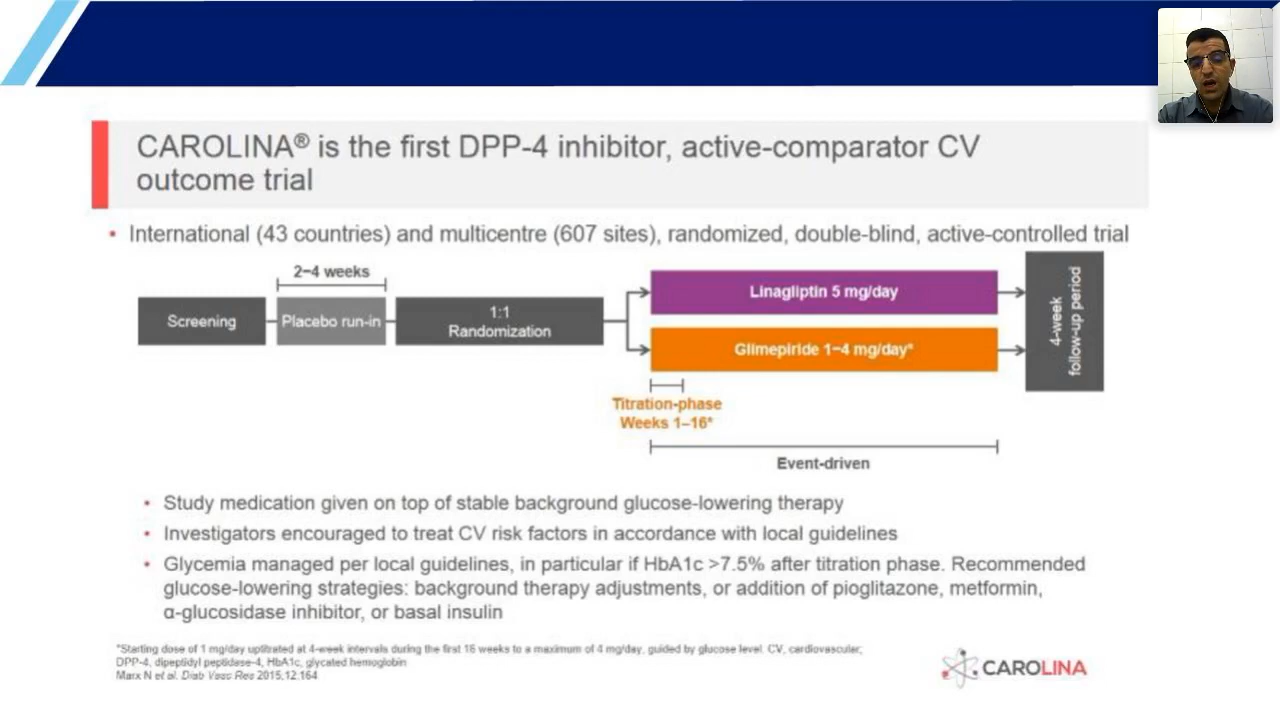 CAROLINA® is the first DPP-4 inhibitor, active-comparator CV
outcome trial
• International (43 countries) and multicentre (607 sites), randomized, double-blind, active-controlled trial
2–4 weeks
Screening
Placebo run-in
1:1
Randomization
Linagliptin 5 mg/day
Glimepiride 1–4 mg/day*
4-week
follow-up period
Titration-phase
Weeks 1–16*
Event-driven
• Study medication given on top of stable background glucose-lowering therapy
• Investigators encouraged to treat CV risk factors in accordance with local guidelines
• Glycemia managed per local guidelines, in particular if HbA1c >7.5% after titration phase. Recommended
glucose-lowering strategies: background therapy adjustments, or addition of pioglitazone, metformin,
α-glucosidase inhibitor, or basal insulin
*Starting dose of 1 mg/day uptitrated at 4-week intervals during the first 16 weeks to a maximum of 4 mg/day, guided by glucose level. CV, cardiovascular;
DPP-4, dipeptidyl peptidase-4, HbA1c, glycated hemoglobin
Marx N et al. Diab Vasc Res 2015;12:164
CAROLINA